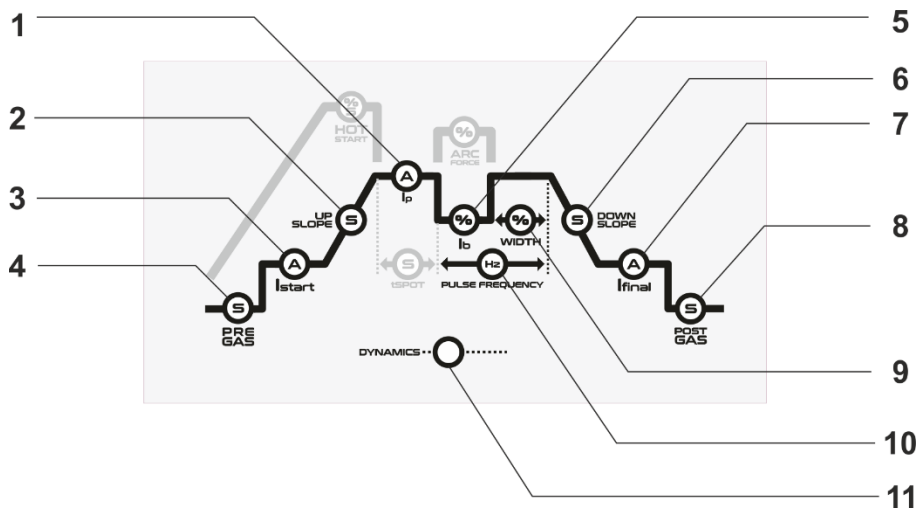 1
5
2
6
%
S
HOT
START
%
ARC
FORCE
7
3
A
Ip
UP
SLOPE
S
%
Ib
%
WIDTH
S
DOWN
SLOPE
8
4
A
Istart
S
tSPOT
Hz
PULSE FREQUENCY
A
Ifinal
S
PRE
GAS
S
POST
GAS
DYNAMICS
9
10
11